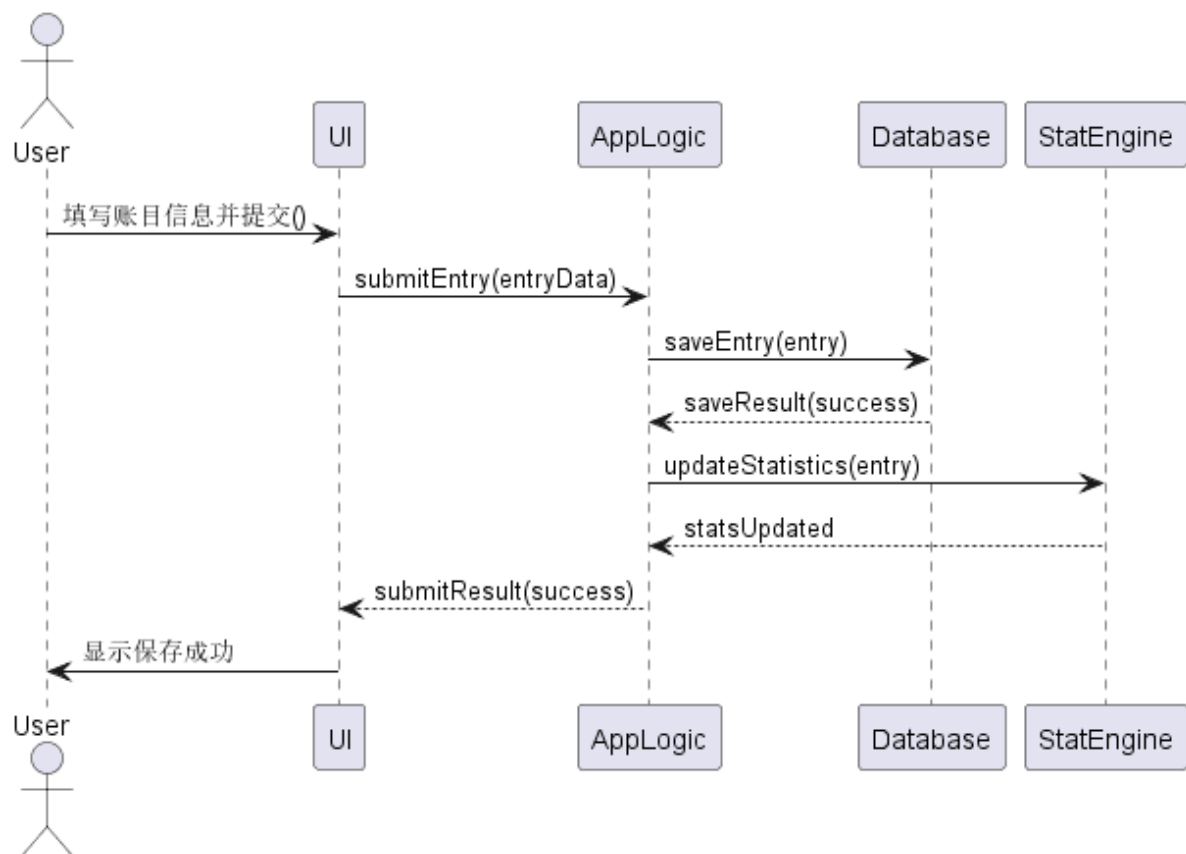 User
UI
AppLogic
Database
StatEngine
填写账目信息并提交()
submitEntry(entryData)
saveEntry(entry)
saveResult(success)
updateStatistics(entry)
statsUpdated
submitResult(success)
显示保存成功
User
UI
AppLogic
Database
StatEngine